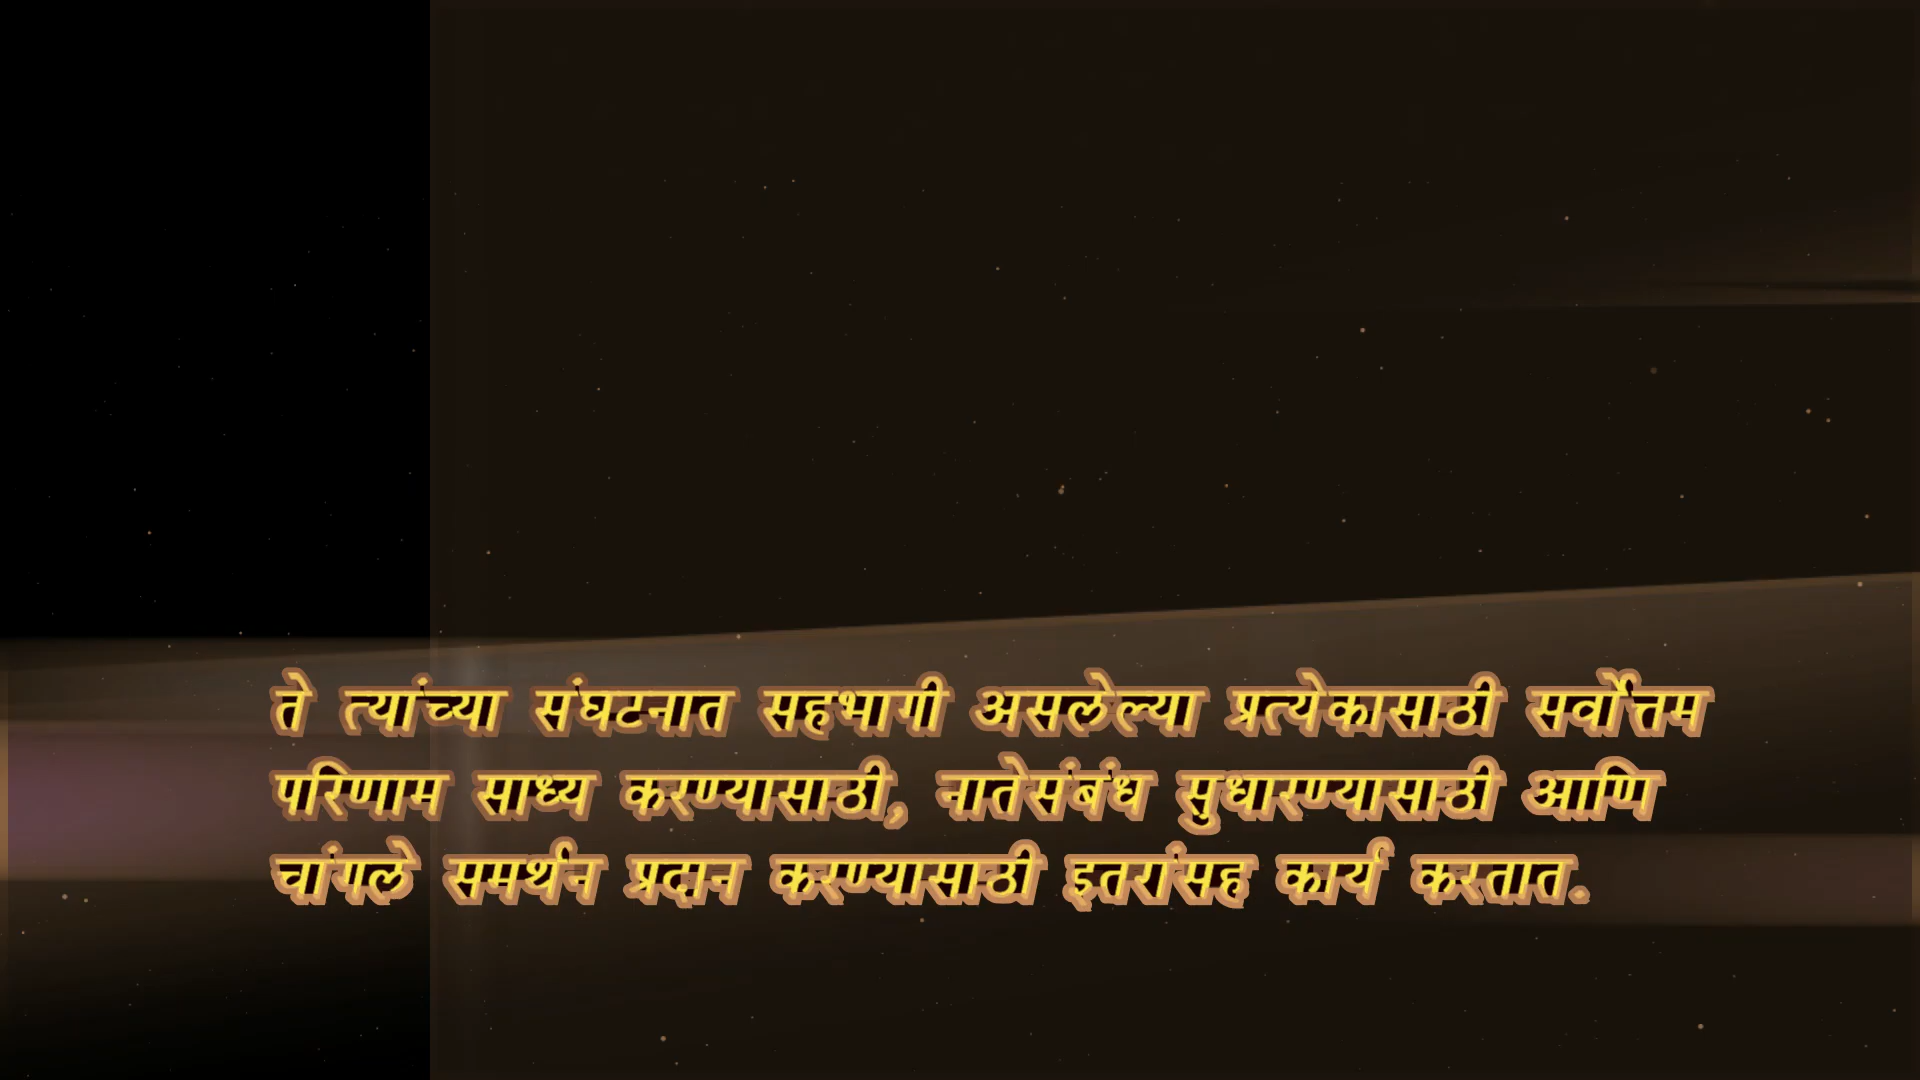 ते त्यांच्या संघटनात सहभागी असलेल्या प्रत्येकासाठी सर्वोत्तम
परिणाम साध्य करण्यासाठी, नातेसंबंध सुधारण्यासाठी आणि
चांगले समर्थन प्रदान करण्यासाठी इतरांसह कार्य करतात.